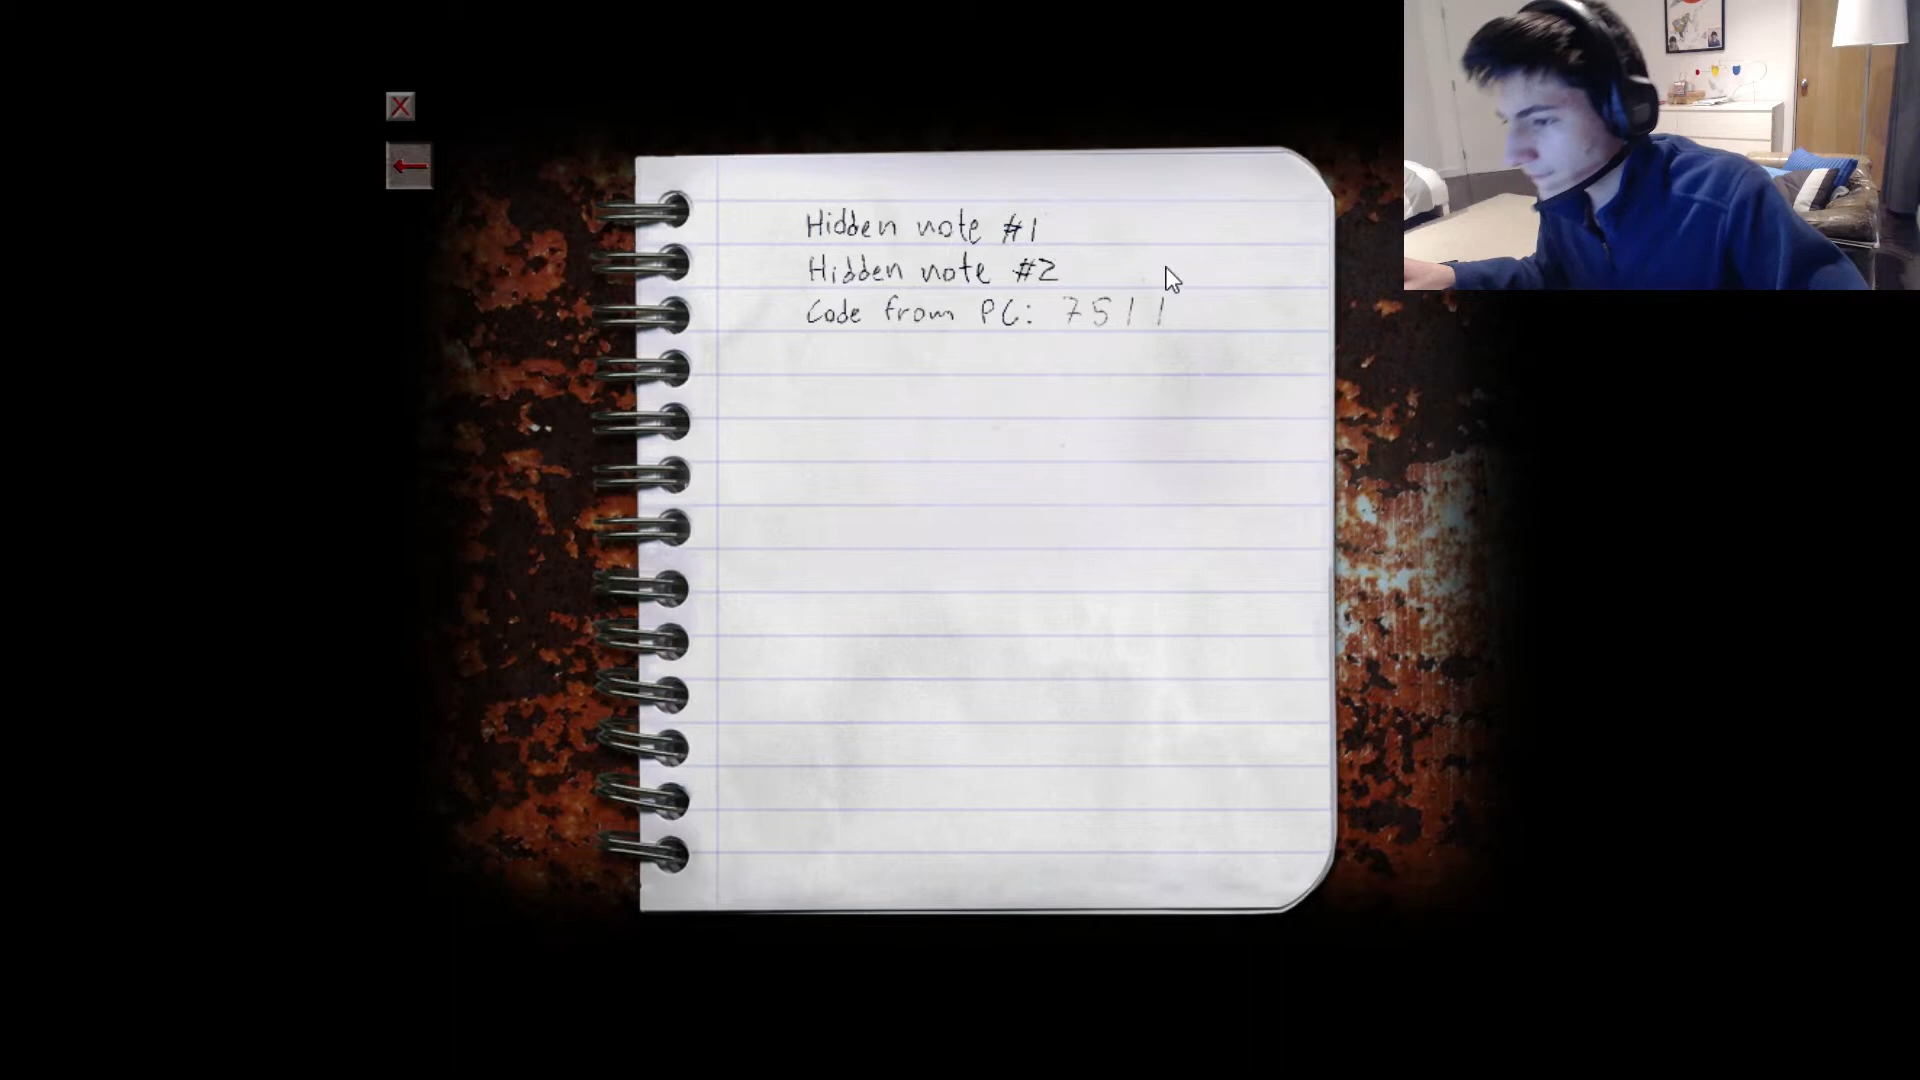 Hidden note #1
Hidden note #2
Code from PC: 7511